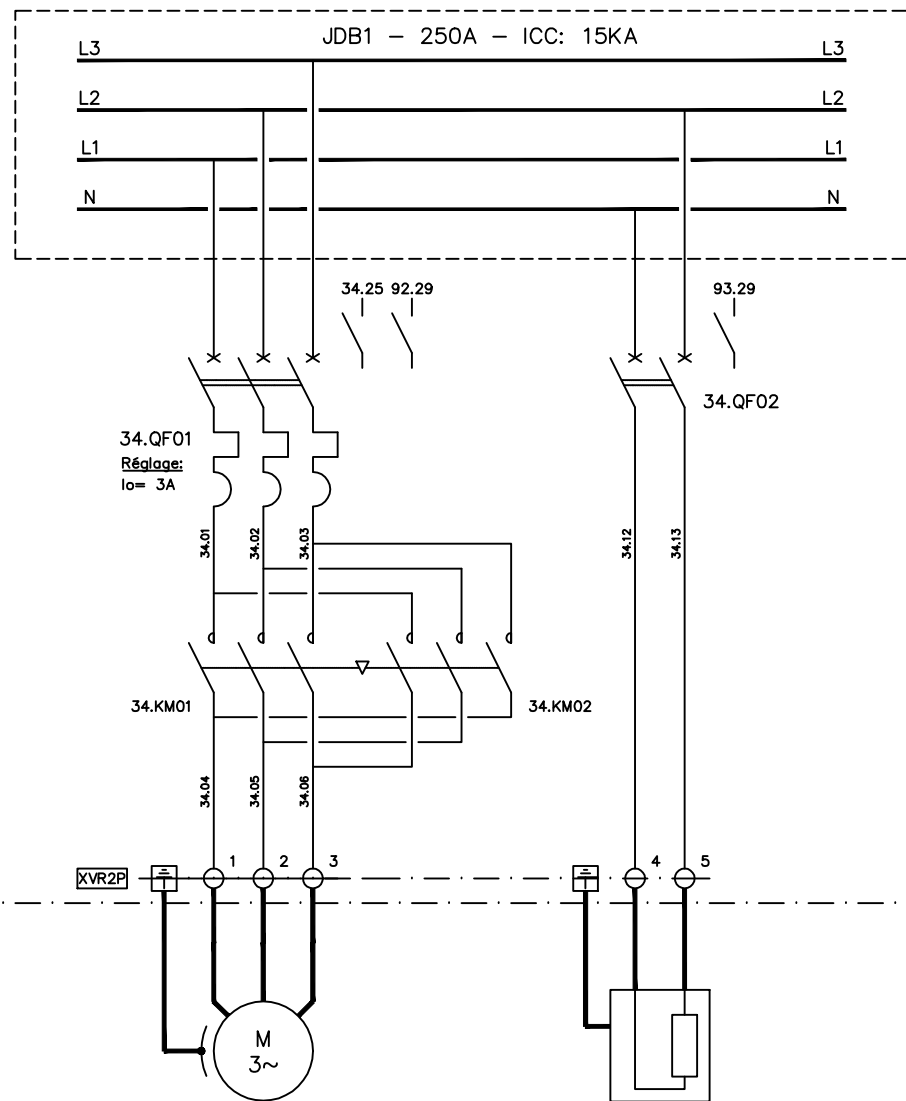 JDB1 – 250A – ICC: 15KA
L3 L3
L2 L2
L1 L1
N N
34.25 92.29 93.29
34.QF02
34.QF01
Réglage:
Io= 3A
34.01 34.02 34.03 34.12 34.13
34.KM01 34.KM02
34.04 34.05 34.06
XVR2P 1 2 3 4 5
M
3~